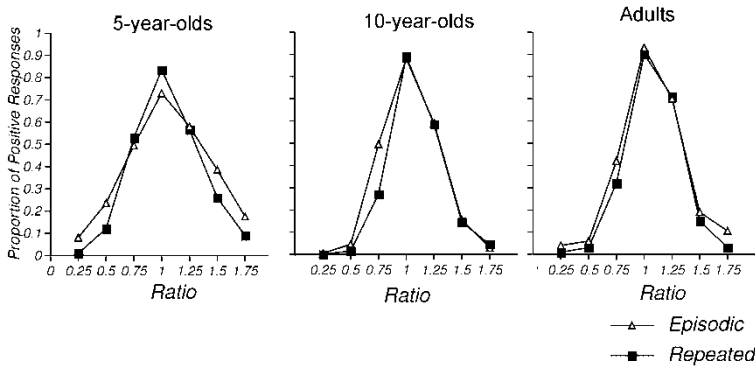 5-year-olds
10-year-olds
Adults
Proportion of Positive Responses
1
0.9
0.8
0.7
0.6
0.5
0.4
0.3
0.2
0.1
0
0 0.25 0.5 0.75 1 1.25 1.5 1.75
0.25 0.5 0.75 1 1.25 1.5 1.75
0.25 0.5 0.75 1 1.25 1.5 1.75
Ratio
Ratio
Ratio
Episodic
Repeated